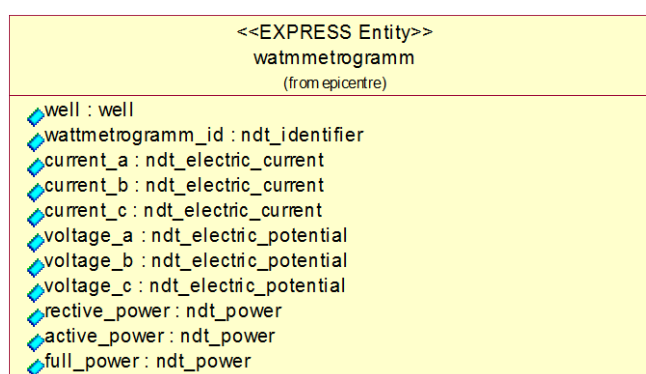 <<EXPRESS Entity>>
watmmetrogramm
(from epicentre)
well : well
wattmetrogramm_id : ndt_identifier
current_a : ndt_electric_current
current_b : ndt_electric_current
current_c : ndt_electric_current
voltage_a : ndt_electric_potential
voltage_b : ndt_electric_potential
voltage_c : ndt_electric_potential
rective_power : ndt_power
active_power : ndt_power
full_power : ndt_power